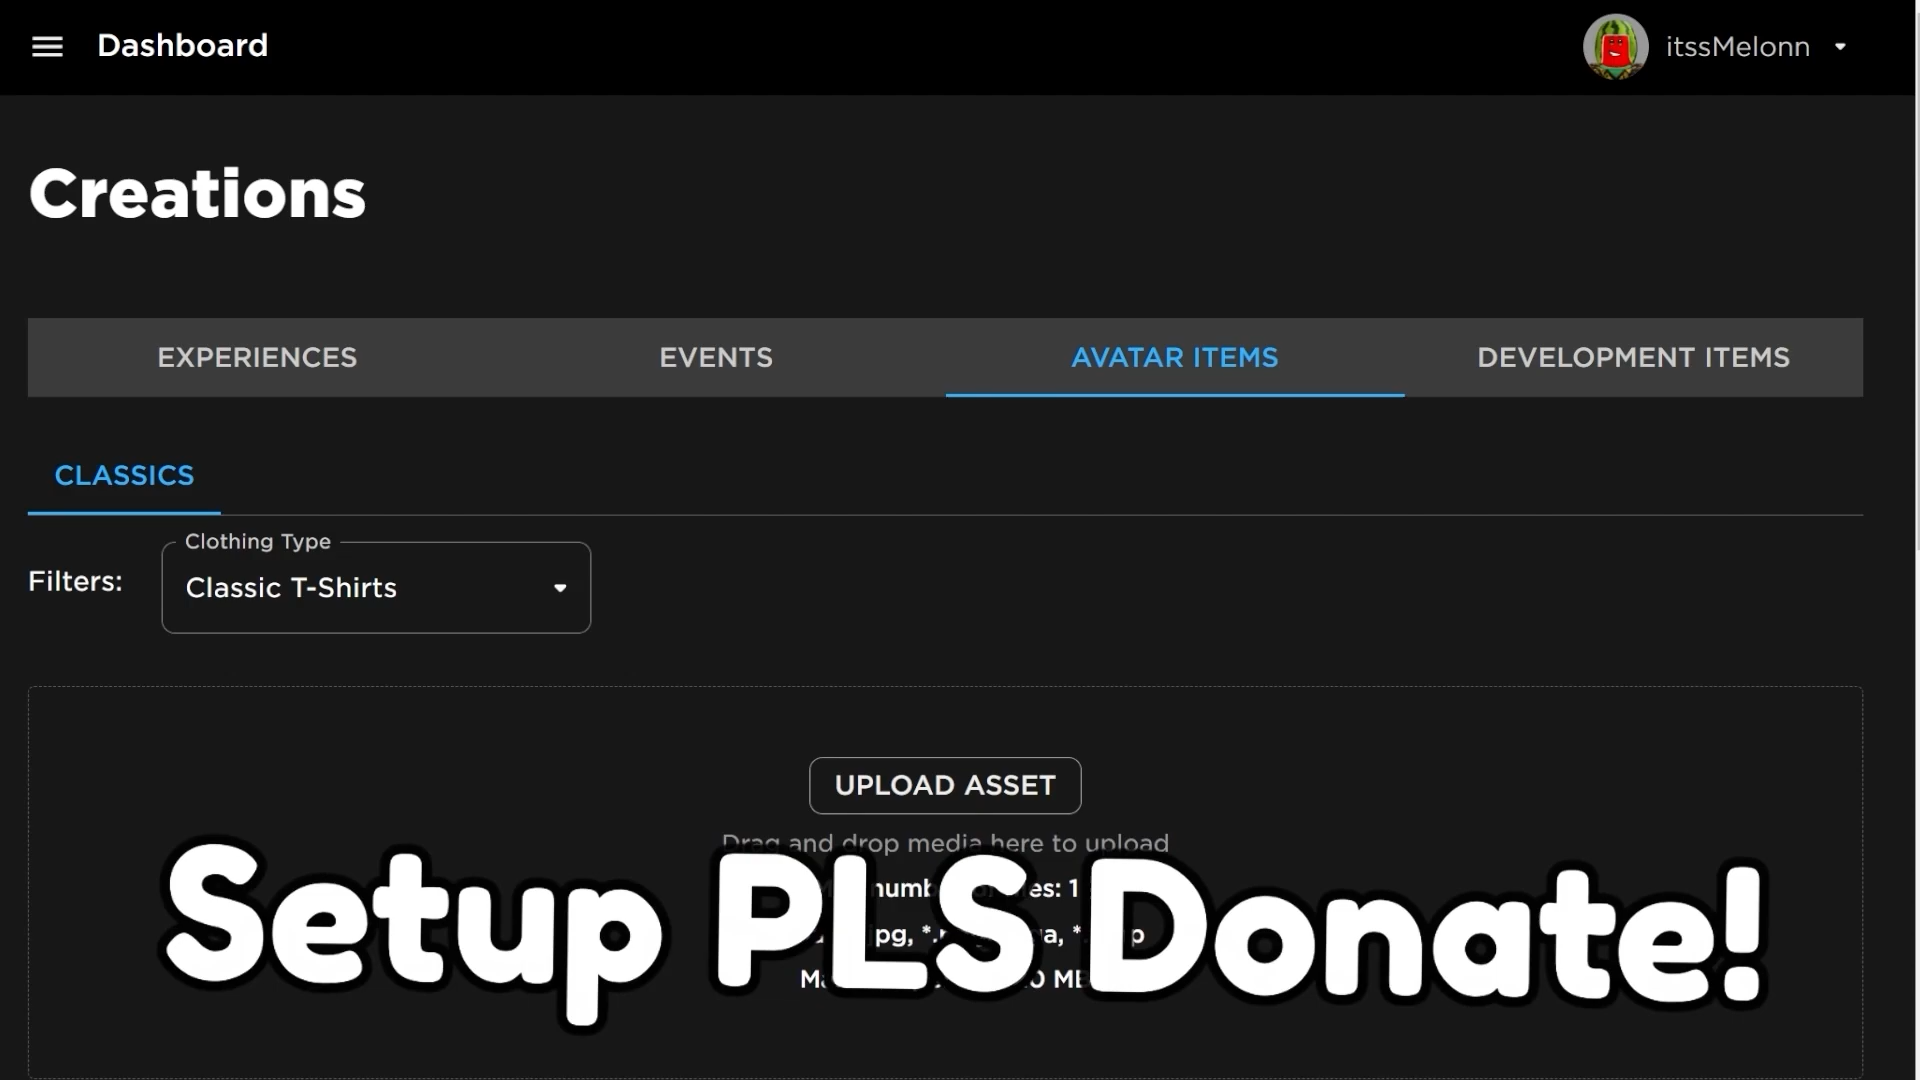 Dashboard
itssMelonn
Creations
EXPERIENCES
EVENTS
AVATAR ITEMS
DEVELOPMENT ITEMS
CLASSICS
Clothing Type
Filters:
Classic T-Shirts
UPLOAD ASSET
Drag and drop media here to upload
Setup PLS Donate!